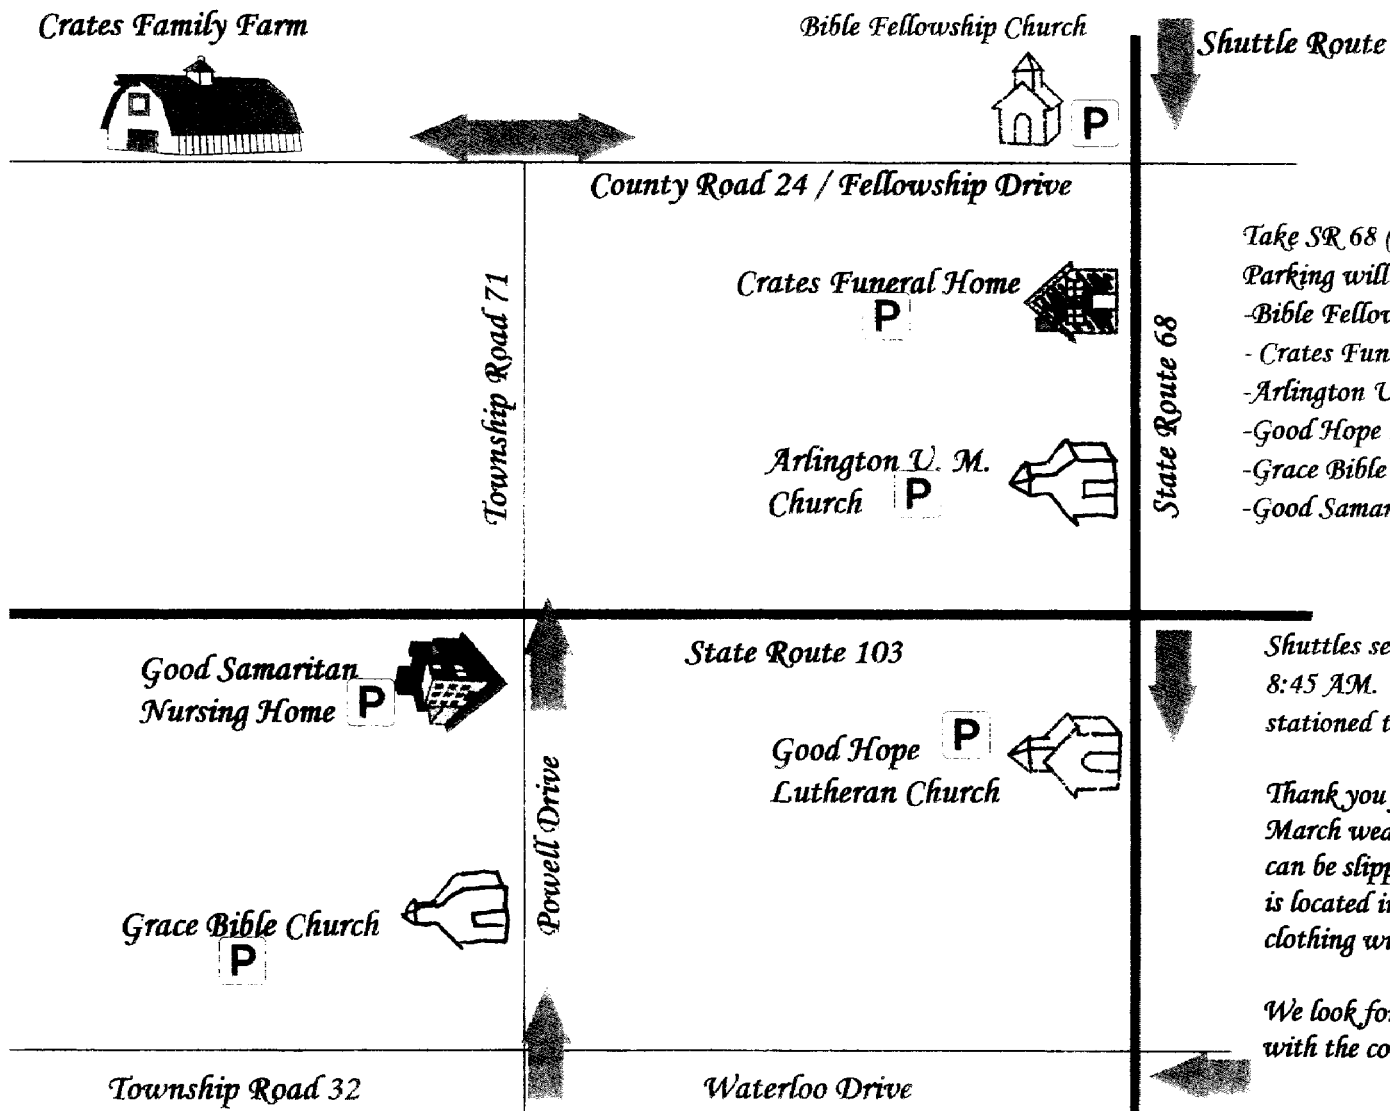 Crates Family Farm
Bible Fellowship Church
P
Shuttle Route
County Road 24 / Fellowship Drive
Crates Funeral Home
P
Township Road 71
State Route 68
Arlington U. M.
Church P
Take SR 68 (
Parking will
-Bible Fellow
- Crates Fun
-Arlington U
-Good Hope
-Grace Bible
-Good Samar
State Route 103
Good Samaritan
Nursing Home P
Good Hope P
Lutheran Church
Powell Drive
Grace Bible Church
P
Township Road 32
Waterloo Drive
Shuttles se
8:45 AM.
stationed t
Thank you
March wea
can be slipp
is located in
clothing wi
We look for
with the co